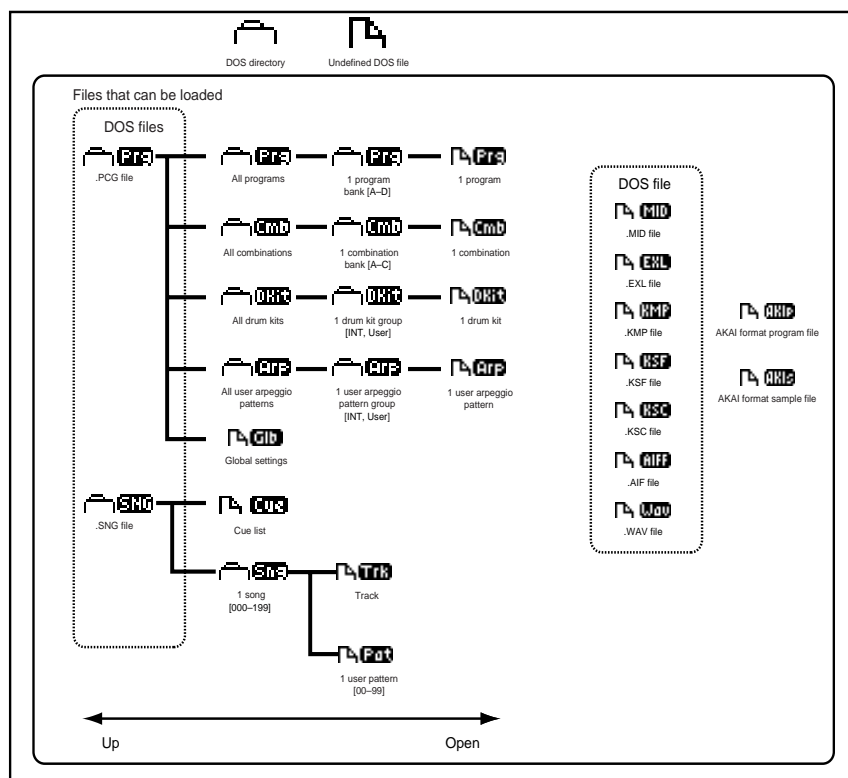 DOS directory
Undefined DOS file
Files that can be loaded
DOS files
Prg
.PCG file
Prg
All programs
Prg
1 program
bank [A–D]
Prg
1 program
Cmb
All combinations
Cmb
1 combination
bank [A–C]
Cmb
1 combination
DKit
All drum kits
DKit
1 drum kit group
[INT, User]
DKit
1 drum kit
Arp
All user arpeggio
patterns
Arp
1 user arpeggio
pattern group
[INT, User]
Arp
1 user arpeggio
pattern
Glb
Global settings
SNG
.SNG file
Cue
Cue list
Sng
1 song
[000–199]
Trk
Track
Pat
1 user pattern
[00–99]
Up
Open
DOS file
MID
.MID file
EXL
.EXL file
KMP
.KMP file
KSF
.KSF file
KSC
.KSC file
AIFF
.AIF file
Wav
.WAV file
AKIp
AKAI format program file
AKIs
AKAI format sample file